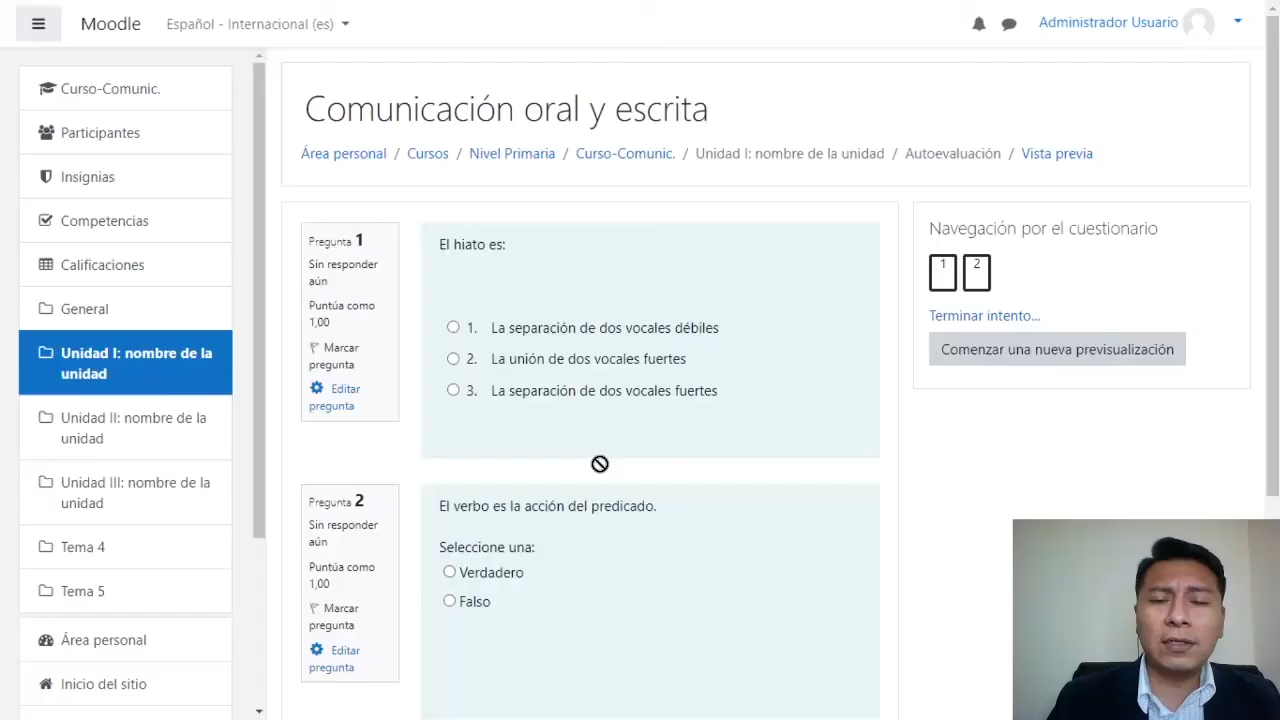 Moodle Español - Internacional (es) Administrador Usuario
Curso-Comunic.
Participantes
Insignias
Competencias
Calificaciones
General
Unidad I: nombre de la
unidad
Unidad II: nombre de la
unidad
Unidad III: nombre de la
unidad
Tema 4
Tema 5
Área personal
Inicio del sitio
Comunicación oral y escrita
Área personal / Cursos / Nivel Primaria / Curso-Comunic. / Unidad I: nombre de la unidad / Autoevaluación / Vista previa
Pregunta 1
Sin responder
aún
Puntúa como
1,00
Marcar
pregunta
Editar
pregunta
El hiato es:
1. La separación de dos vocales débiles
2. La unión de dos vocales fuertes
3. La separación de dos vocales fuertes
Pregunta 2
Sin responder
aún
Puntúa como
1,00
Marcar
pregunta
Editar
pregunta
El verbo es la acción del predicado.
Seleccione una:
Verdadero
Falso
Navegación por el cuestionario
1 2
Terminar intento...
Comenzar una nueva previsualización